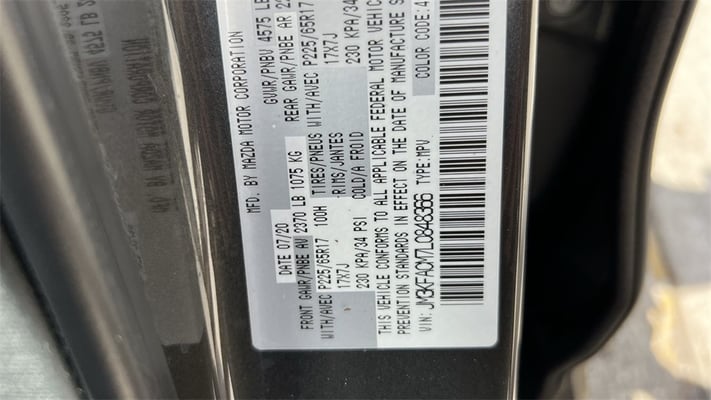 MFD. BY MAZDA MOTOR CORPORATION
DATE 07/20 GVWR/PNBV 4575 LB
FRONT GAWR/PNBE AV 2370 LB 1075 KG REAR GAWR/PNBE AR
WITH/AVEC P225/65R17 100H TIRES/PNEUS WITH/AVEC P225/65R17
17X7J RIMS/JANTES 17X7J
230 KPA/34 PSI COLD/A FROID 230 KPA/34
THIS VEHICLE CONFORMS TO ALL APPLICABLE FEDERAL MOTOR
PREVENTION STANDARDS IN EFFECT ON THE DATE OF MANUFACTURE
VIN: JM3KFACM7L0848366 TYPE: MPV COLOR CODE: